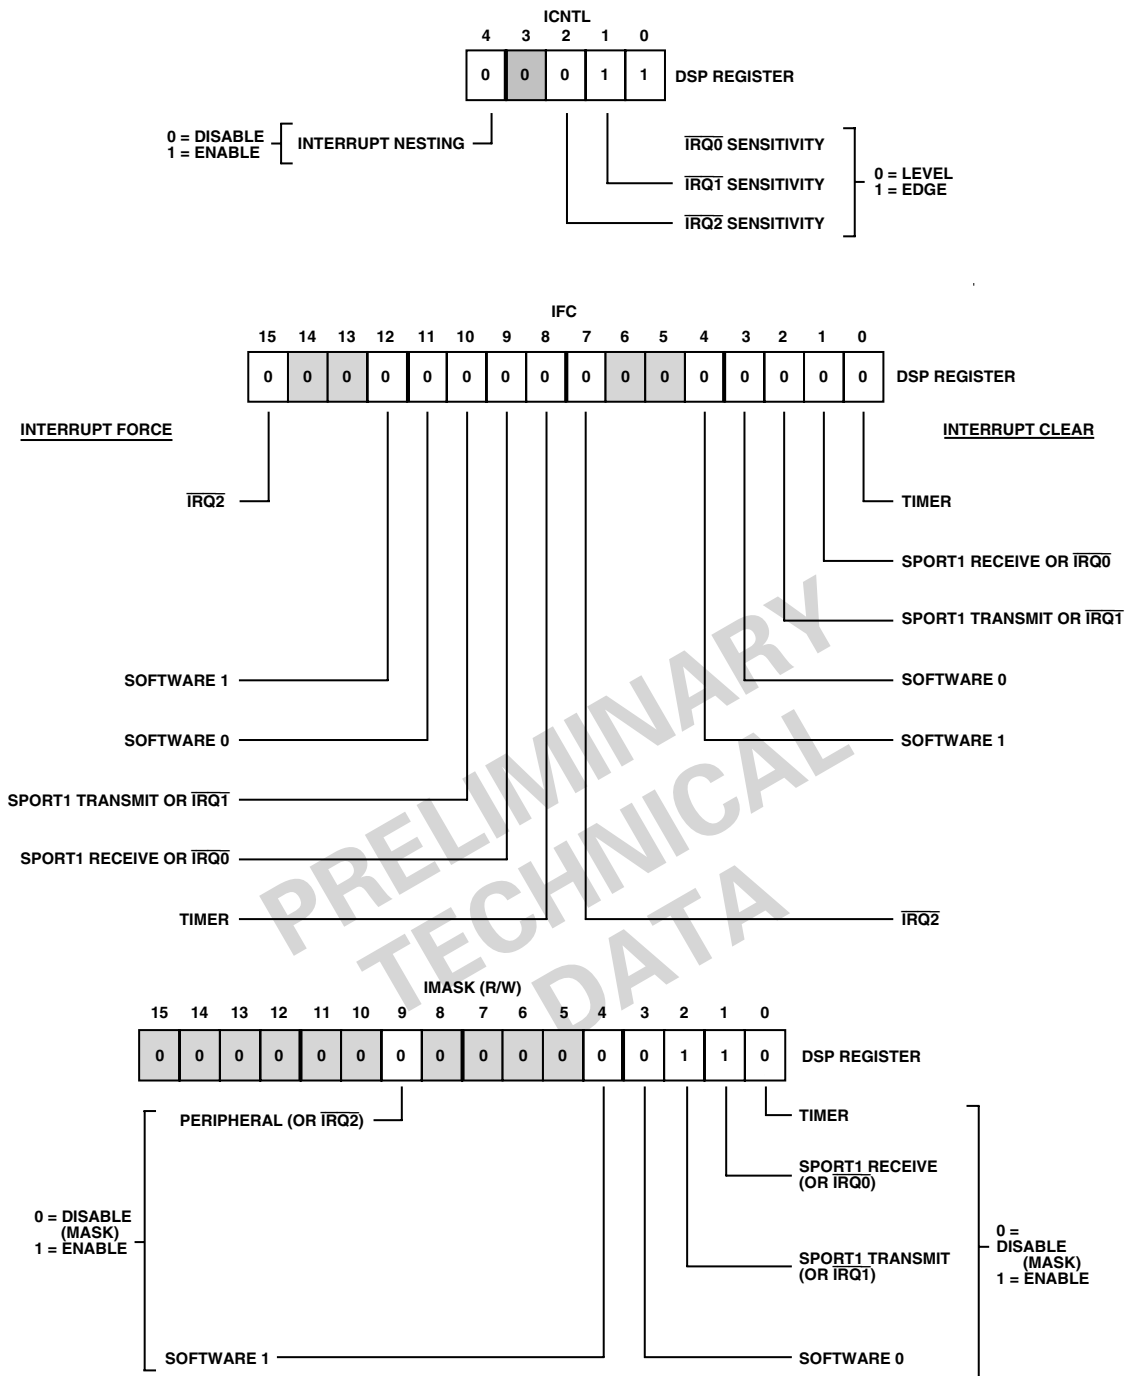 ICNTL
4 3 2 1 0
0 0 0 1 1 DSP REGISTER
0 = DISABLE
1 = ENABLE
INTERRUPT NESTING
IRQ0 SENSITIVITY
IRQ1 SENSITIVITY
IRQ2 SENSITIVITY
0 = LEVEL
1 = EDGE
IFC
15 14 13 12 11 10 9 8 7 6 5 4 3 2 1 0
0 0 0 0 0 0 0 0 0 0 0 0 0 0 0 0 DSP REGISTER
INTERRUPT FORCE
INTERRUPT CLEAR
IRQ2
TIMER
SPORT1 RECEIVE OR IRQ0
SPORT1 TRANSMIT OR IRQ1
SOFTWARE 1
SOFTWARE 0
SOFTWARE 0
SOFTWARE 1
SPORT1 TRANSMIT OR IRQ1
SPORT1 RECEIVE OR IRQ0
TIMER
IRQ2
PRELIMINARY
TECHNICAL
DATA
IMASK (R/W)
15 14 13 12 11 10 9 8 7 6 5 4 3 2 1 0
0 0 0 0 0 0 0 0 0 0 0 0 0 1 1 0 DSP REGISTER
PERIPHERAL (OR IRQ2)
TIMER
SPORT1 RECEIVE
(OR IRQ0)
0 = DISABLE
(MASK)
1 = ENABLE
SPORT1 TRANSMIT
(OR IRQ1)
0 =
DISABLE
(MASK)
1 = ENABLE
SOFTWARE 1
SOFTWARE 0